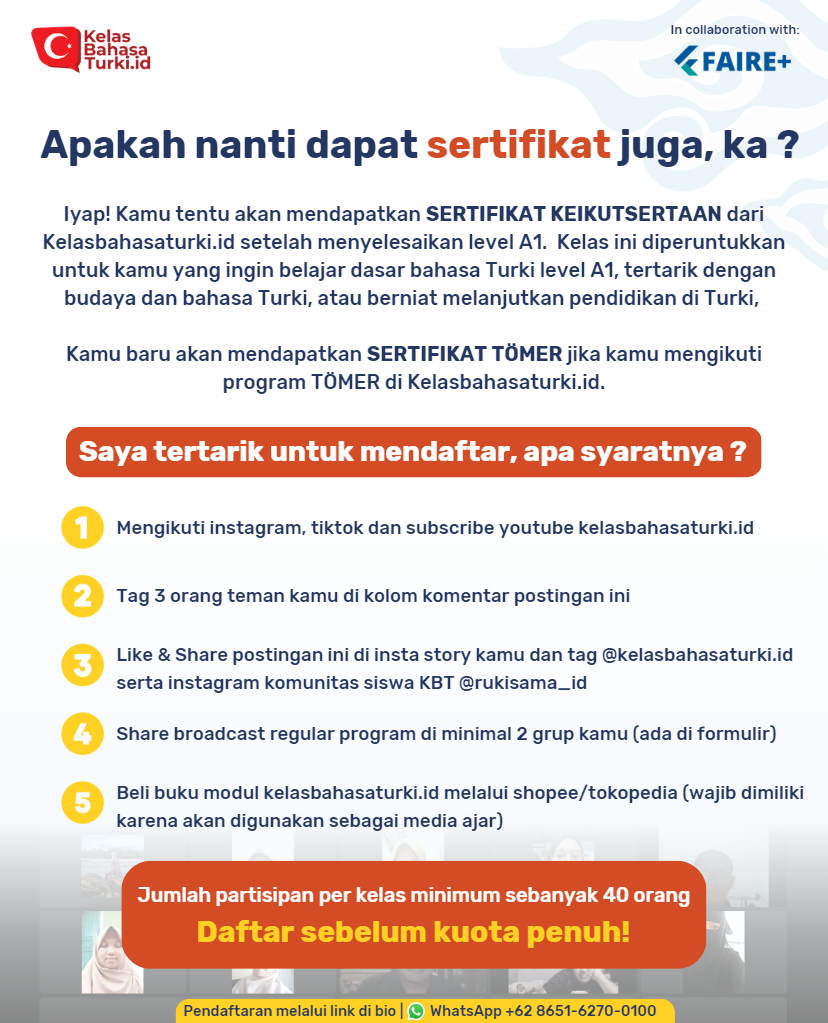 Kelas
Bahasa
Turki.id
In collaboration with:
FAIRE+
Apakah nanti dapat sertifikat juga, ka ?
Iyap! Kamu tentu akan mendapatkan SERTIFIKAT KEIKUTSERTAAN dari
Kelasbahasaturki.id setelah menyelesaikan level A1. Kelas ini diperuntukkan
untuk kamu yang ingin belajar dasar bahasa Turki level A1, tertarik dengan
budaya dan bahasa Turki, atau berniat melanjutkan pendidikan di Turki,
Kamu baru akan mendapatkan SERTIFIKAT TÖMER jika kamu mengikuti
program TÖMER di Kelasbahasaturki.id.
Saya tertarik untuk mendaftar, apa syaratnya ?
1 Mengikuti instagram, tiktok dan subscribe youtube kelasbahasaturki.id
2 Tag 3 orang teman kamu di kolom komentar postingan ini
3 Like & Share postingan ini di insta story kamu dan tag @kelasbahasaturki.id
serta instagram komunitas siswa KBT @rukisama_id
4 Share broadcast regular program di minimal 2 grup kamu (ada di formulir)
5 Beli buku modul kelasbahasaturki.id melalui shopee/tokopedia (wajib dimiliki
karena akan digunakan sebagai media ajar)
Jumlah partisipan per kelas minimum sebanyak 40 orang
Daftar sebelum kuota penuh!
Pendaftaran melalui link di bio | WhatsApp +62 8651-6270-0100